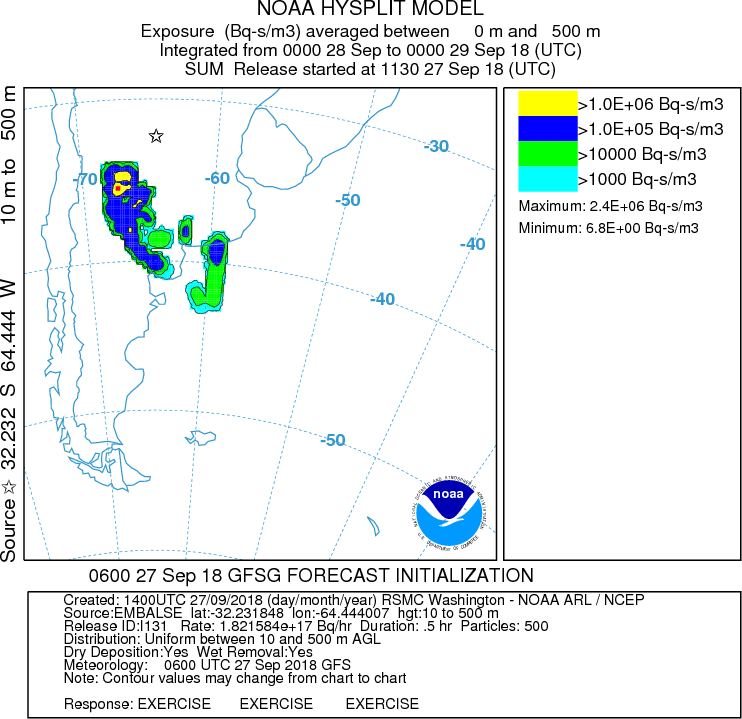 NOAA HYSPLIT MODEL
Exposure (Bq-s/m3) averaged between 0 m and 500 m
Integrated from 0000 28 Sep to 0000 29 Sep 18 (UTC)
SUM Release started at 1130 27 Sep 18 (UTC)
Source ☆ 32.232 S 64.444 W 10 m to 500 m
-70
-60
-50
-30
-40
-40
-50
noaa
>1.0E+06 Bq-s/m3
>1.0E+05 Bq-s/m3
>10000 Bq-s/m3
>1000 Bq-s/m3
Maximum: 2.4E+06 Bq-s/m3
Minimum: 6.8E+00 Bq-s/m3
0600 27 Sep 18 GFSG FORECAST INITIALIZATION
Created: 1400UTC 27/09/2018 (day/month/year) RSMC Washington - NOAA ARL / NCEP
Source:EMBALSE lat:-32.231848 lon:-64.444007 hgt:10 to 500 m
Release ID:I131 Rate: 1.821584e+17 Bq/hr Duration: .5 hr Particles: 500
Distribution: Uniform between 10 and 500 m AGL
Dry Deposition:Yes Wet Removal:Yes
Meteorology: 0600 UTC 27 Sep 2018 GFS
Note: Contour values may change from chart to chart
Response: EXERCISE EXERCISE EXERCISE